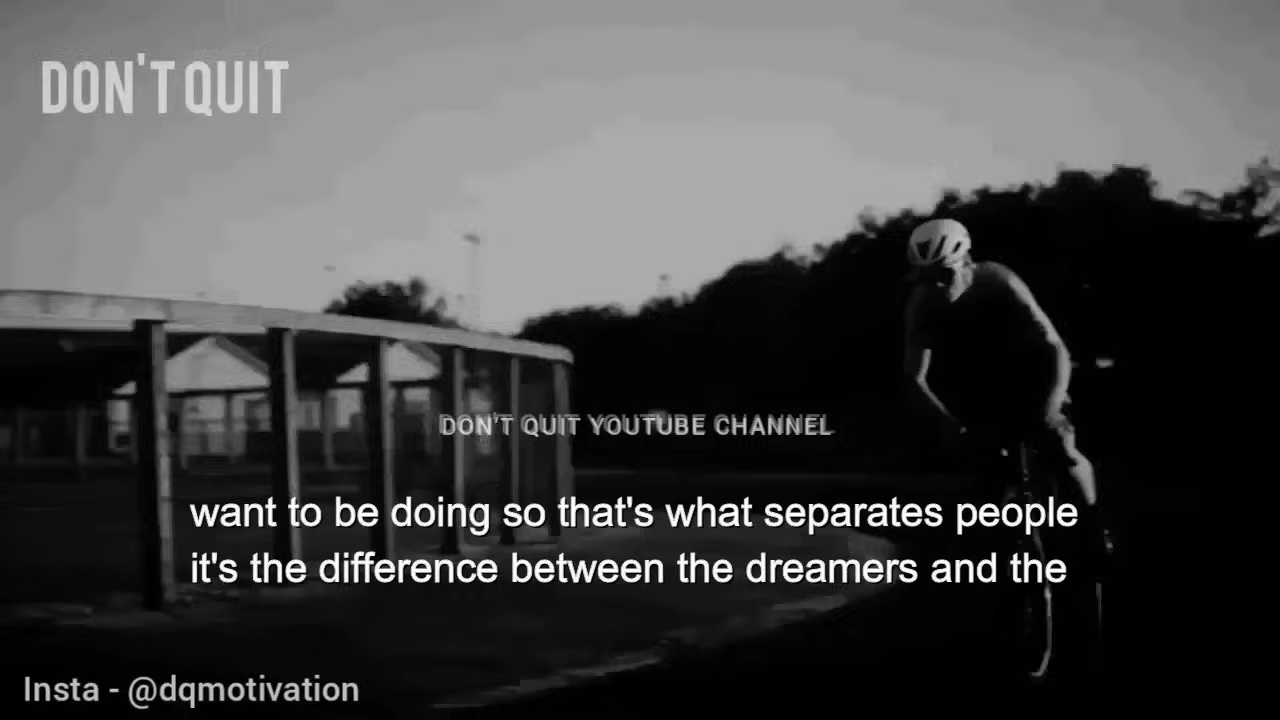 DON'T QUIT
DON'T QUIT YOUTUBE CHANNEL
want to be doing so that's what separates people
it's the difference between the dreamers and the
Insta - @dqmotivation